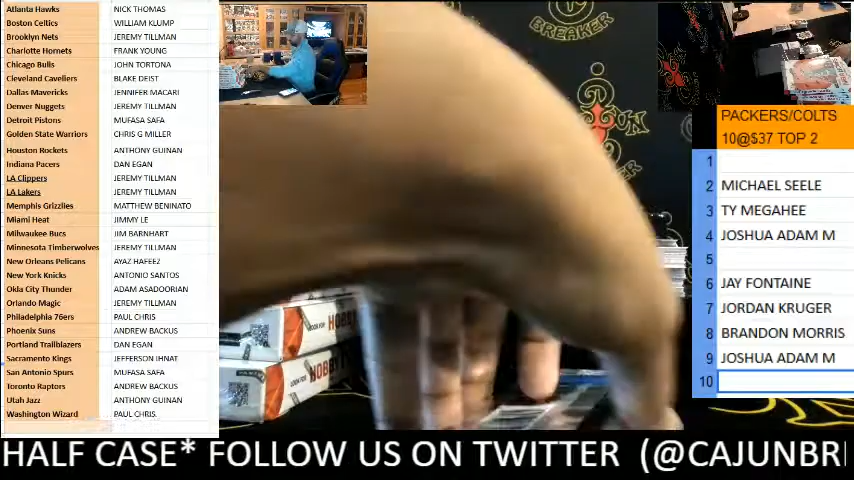 Atlanta Hawks NICK THOMAS
Boston Celtics WILLIAM KLUMP
Brooklyn Nets JEREMY TILLMAN
Charlotte Hornets FRANK YOUNG
Chicago Bulls JOHN TORTONA
Cleveland Cavaliers BLAKE DEIST
Dallas Mavericks JENNIFER MACARI
Denver Nuggets JEREMY TILLMAN
Detroit Pistons MUFASA SAFA
Golden State Warriors CHRIS G MILLER
Houston Rockets ANTHONY GUINAN
Indiana Pacers DAN EGAN
LA Clippers JEREMY TILLMAN
LA Lakers JEREMY TILLMAN
Memphis Grizzlies MATTHEW BENINATO
Miami Heat JIMMY LE
Milwaukee Bucs JIM BARNHART
Minnesota Timberwolves JEREMY TILLMAN
New Orleans Pelicans AYAZ HAFEEZ
New York Knicks ANTONIO SANTOS
Okla City Thunder ADAM ASADOORIAN
Orlando Magic JEREMY TILLMAN
Philadelphia 76ers PAUL CHRIS
Phoenix Suns ANDREW BACKUS
Portland Trailblazers DAN EGAN
Sacramento Kings JEFFERSON IHNAT
San Antonio Spurs MUFASA SAFA
Toronto Raptors ANDREW BACKUS
Utah Jazz ANTHONY GUINAN
Washington Wizard PAUL CHRIS
BREAKER
UN
HOBBY
HOBBY
PACKERS/COLTS
10@$37 TOP 2
1
2 MICHAEL SEELE
3 TY MEGAHEE
4 JOSHUA ADAM M
5
6 JAY FONTAINE
7 JORDAN KRUGER
8 BRANDON MORRIS
9 JOSHUA ADAM M
10
HALF CASE* FOLLOW US ON TWITTER (@CAJUNBR